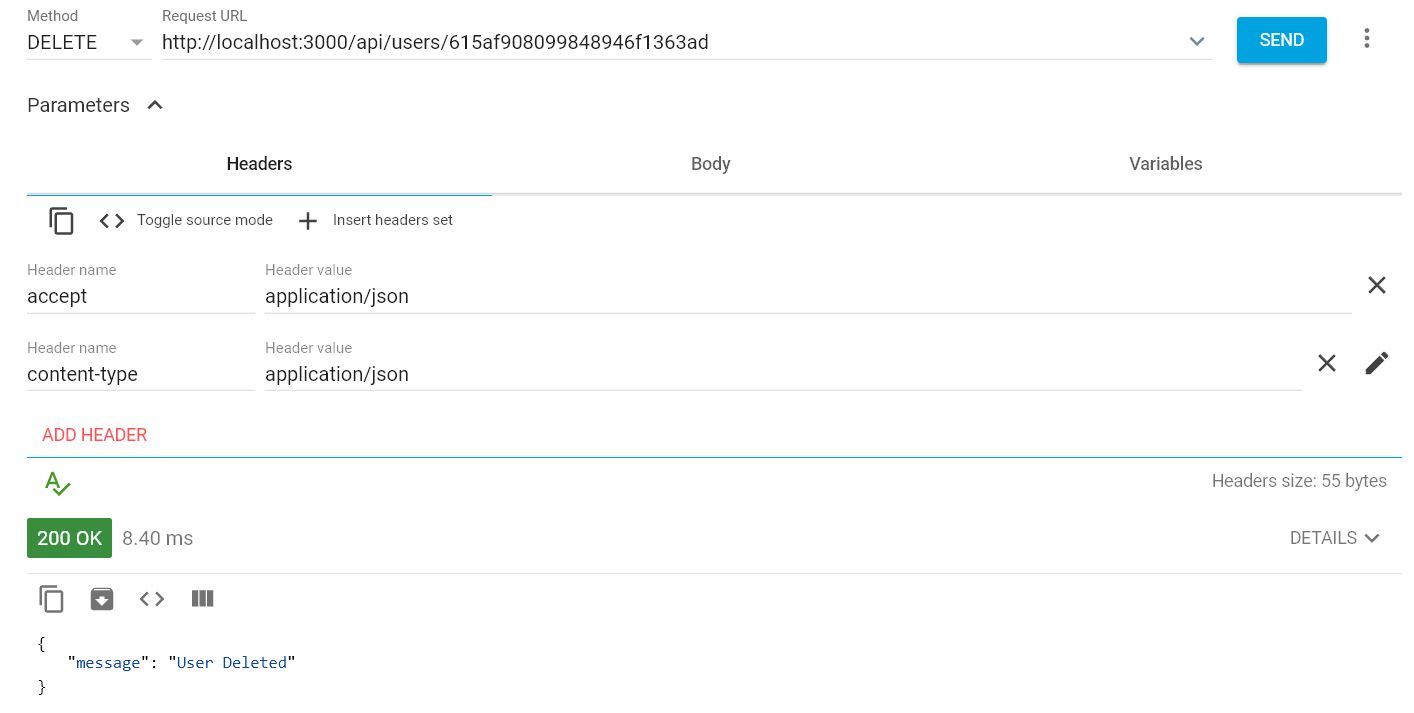 Method Request URL
DELETE http://localhost:3000/api/users/615af908099848946f1363ad SEND
Parameters
Headers Body Variables
Toggle source mode Insert headers set
Header name Header value
accept application/json
Header name Header value
content-type application/json
ADD HEADER
Headers size: 55 bytes
200 OK 8.40 ms DETAILS
{
"message": "User Deleted"
}